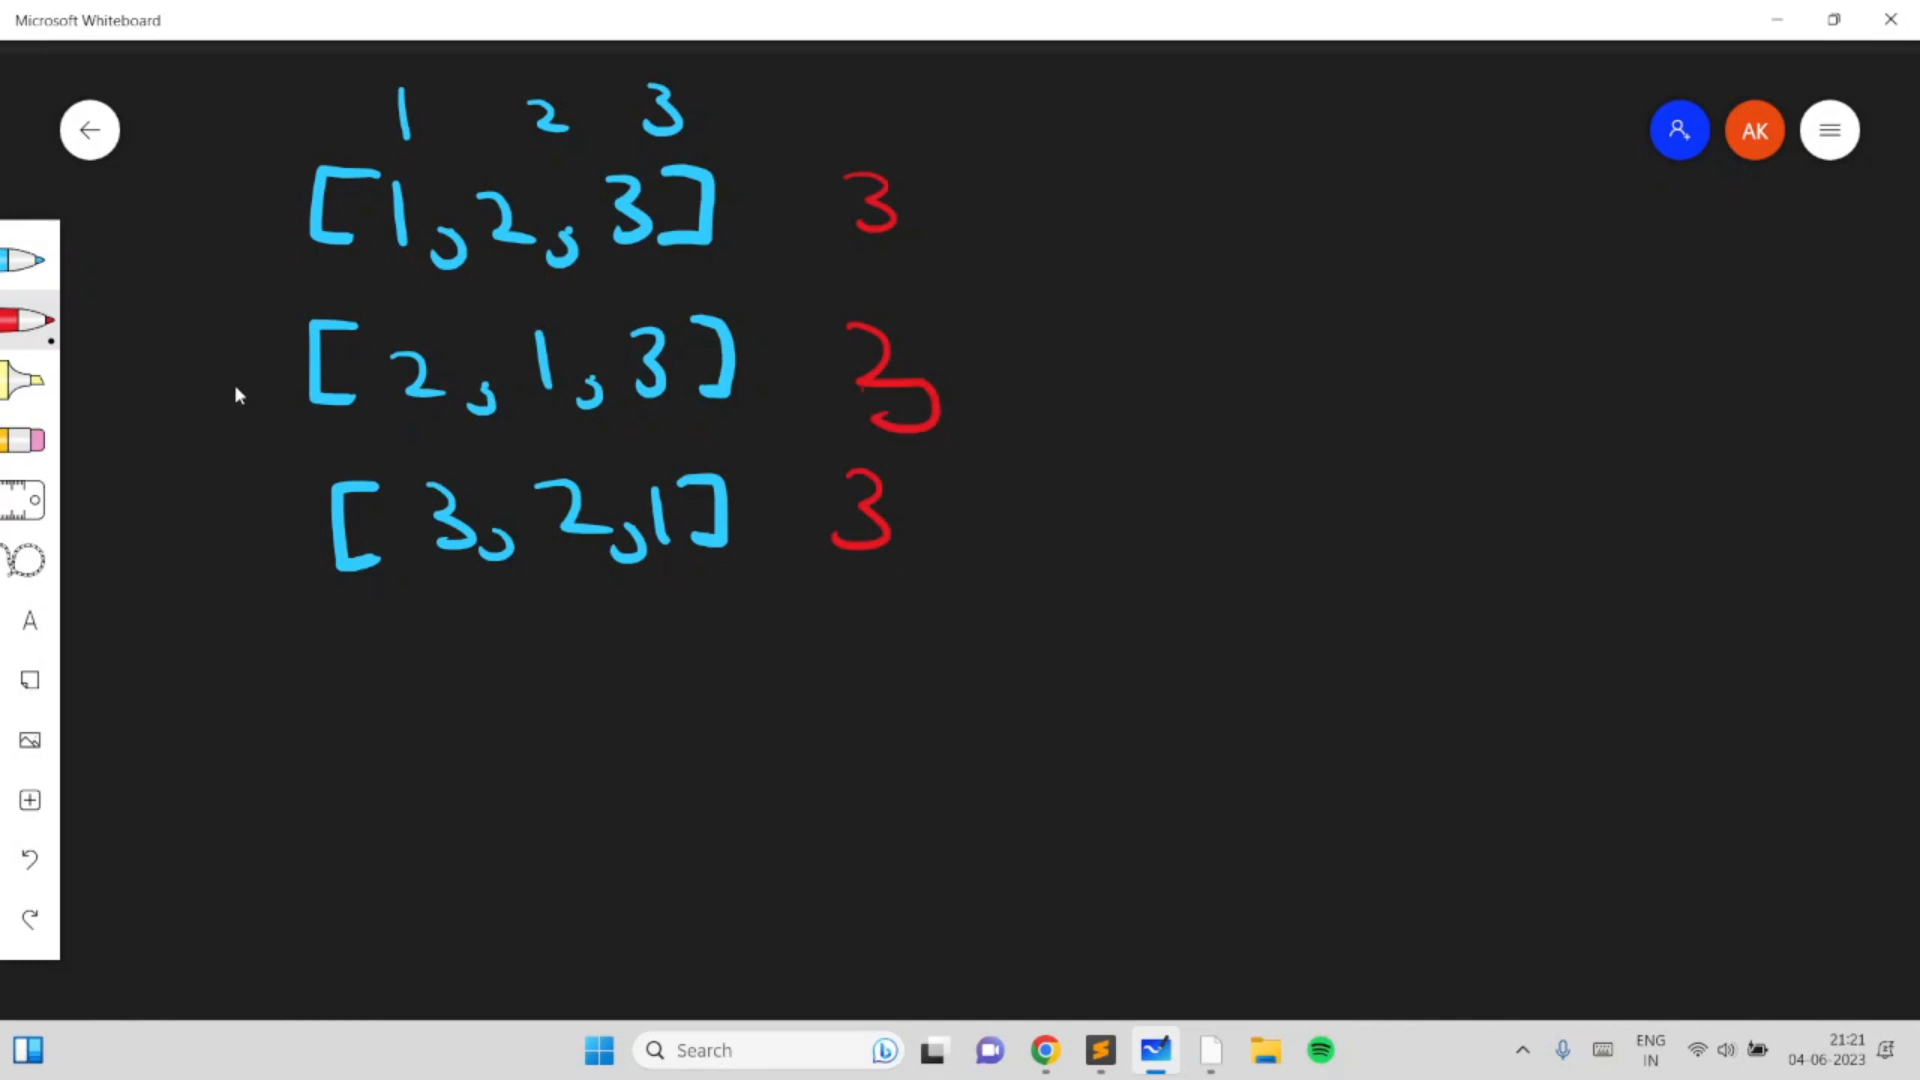 Microsoft Whiteboard
1 2 3
[1,2,3] 3
AK
[2,1,3] 2,
[3,2,1] 3
A
Search
ENG
IN
21:21
04-06-2023